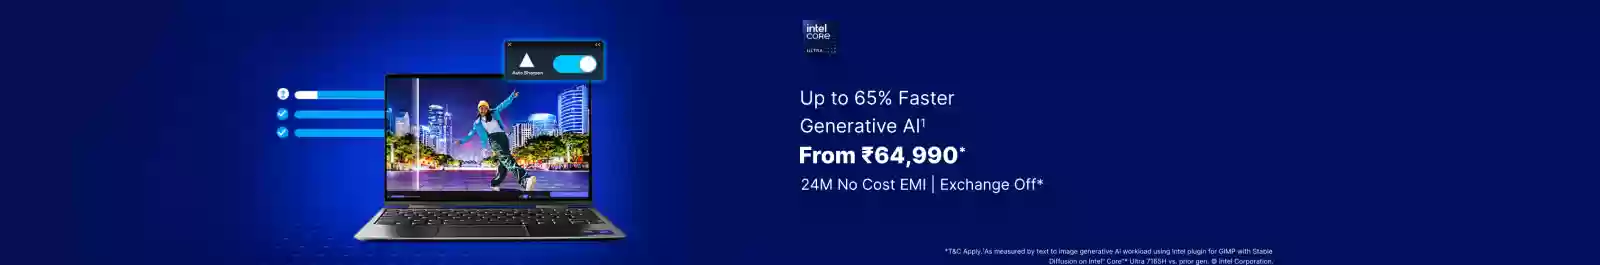 Auto Sharpen
intel
CORE
ULTRA
Up to 65% Faster
Generative AI¹
From ₹64,990*
24M No Cost EMI | Exchange Off*
*T&C Apply. ¹As measured by text to image generative AI workload using Intel plugin for GIMP with Stable
Diffusion on Intel® Core™ Ultra 7165H vs. prior gen. © Intel Corporation.